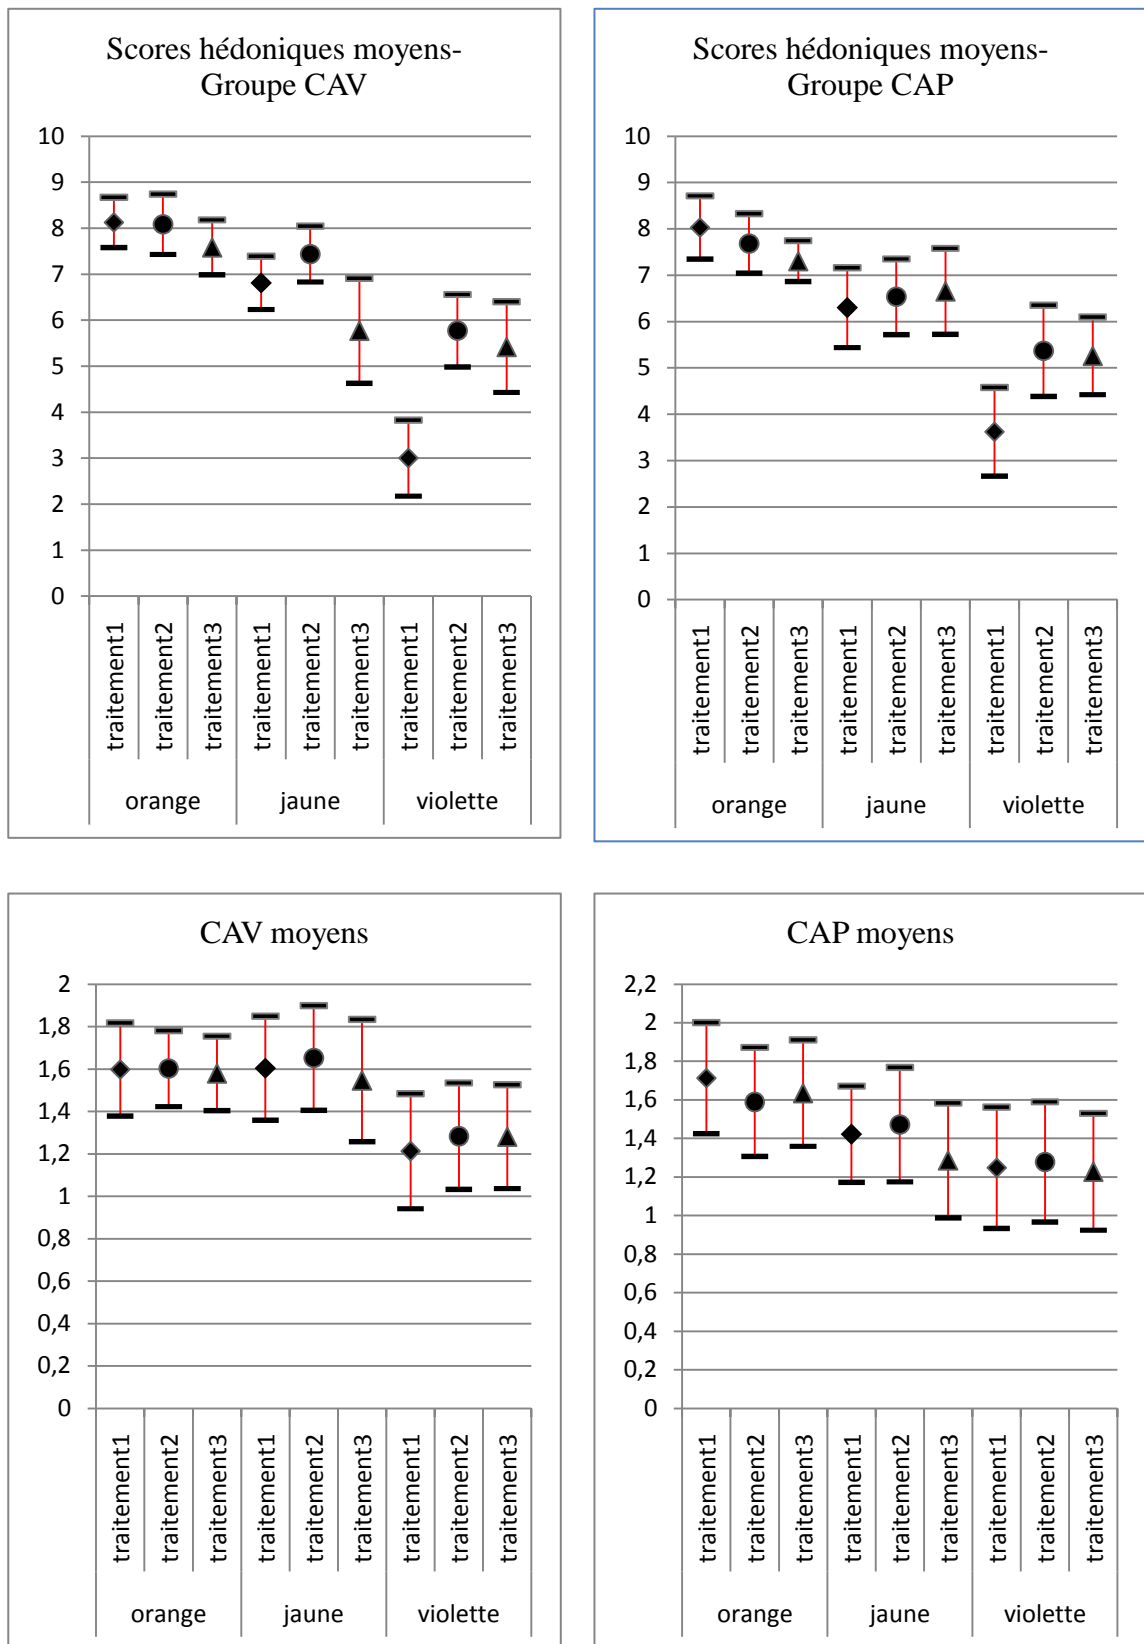 Scores hédoniques moyens-
Groupe CAV
10
9
8
7
6
5
4
3
2
1
0
traitement1
traitement2
traitement3
traitement1
traitement2
traitement3
traitement1
traitement2
traitement3
orange
jaune
violette
Scores hédoniques moyens-
Groupe CAP
10
9
8
7
6
5
4
3
2
1
0
traitement1
traitement2
traitement3
traitement1
traitement2
traitement3
traitement1
traitement2
traitement3
orange
jaune
violette
CAV moyens
2
1,8
1,6
1,4
1,2
1
0,8
0,6
0,4
0,2
0
traitement1
traitement2
traitement3
traitement1
traitement2
traitement3
traitement1
traitement2
traitement3
orange
jaune
violette
CAP moyens
2,2
2
1,8
1,6
1,4
1,2
1
0,8
0,6
0,4
0,2
0
traitement1
traitement2
traitement3
traitement1
traitement2
traitement3
traitement1
traitement2
traitement3
orange
jaune
violette